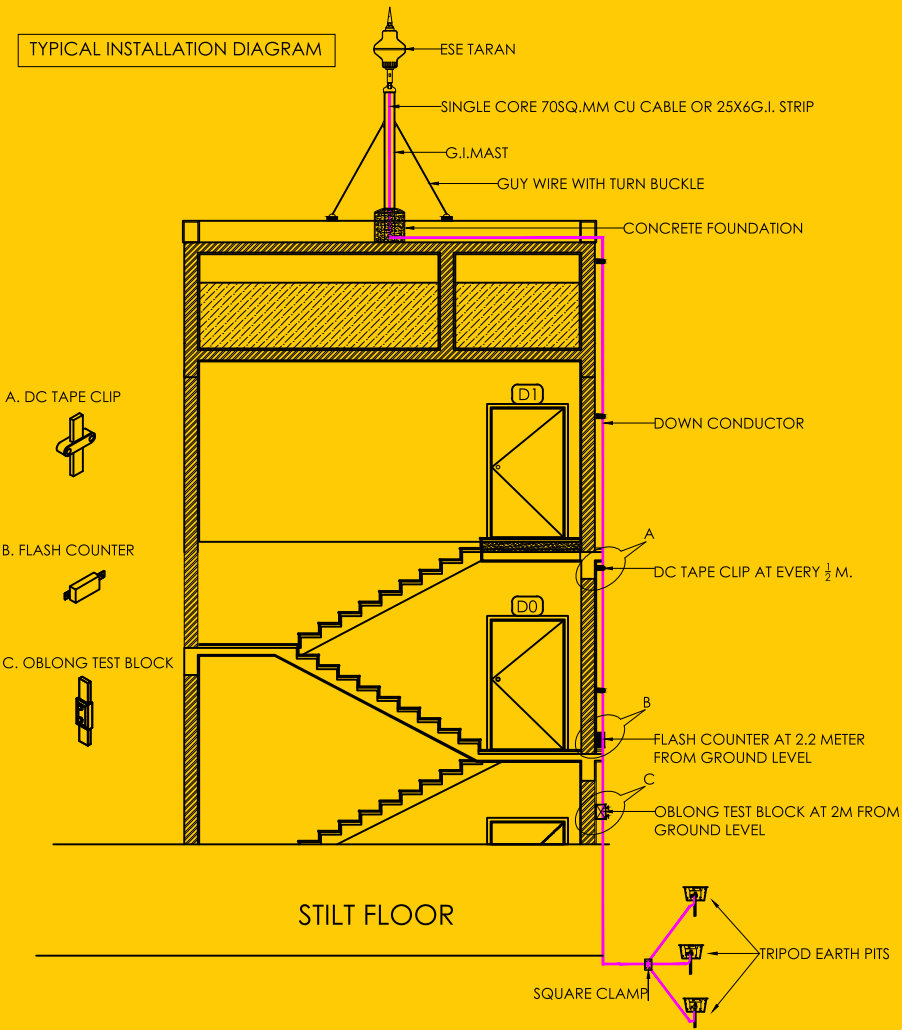 TYPICAL INSTALLATION DIAGRAM
ESE TARAN
SINGLE CORE 70SQ.MM CU CABLE OR 25X6G.I. STRIP
G.I.MAST
GUY WIRE WITH TURN BUCKLE
CONCRETE FOUNDATION
A. DC TAPE CLIP
D1
DOWN CONDUCTOR
A
B. FLASH COUNTER
DC TAPE CLIP AT EVERY ½ M.
D0
C. OBLONG TEST BLOCK
B
FLASH COUNTER AT 2.2 METER
FROM GROUND LEVEL
C
OBLONG TEST BLOCK AT 2M FROM
GROUND LEVEL
STILT FLOOR
TRIPOD EARTH PITS
SQUARE CLAMP